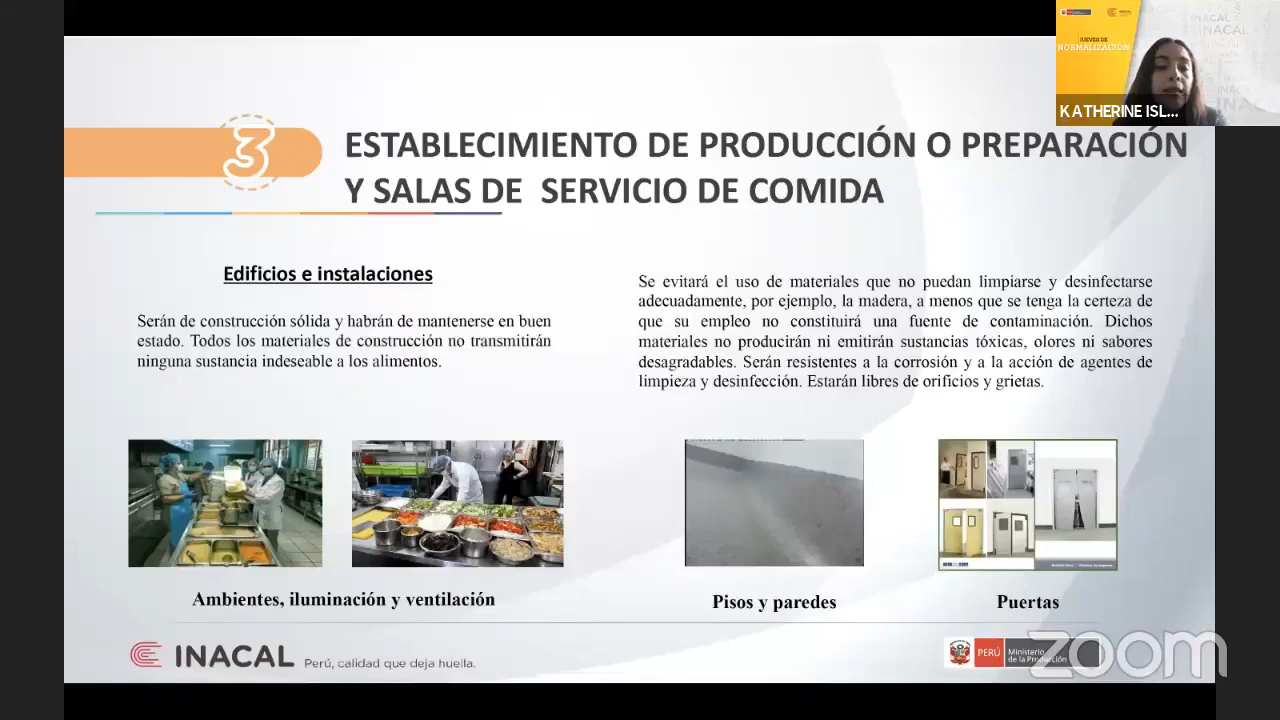 JUEVES DE
NORMALIZACIÓN
INACAL
INACAL
KATHERINE ISL...
3
ESTABLECIMIENTO DE PRODUCCIÓN O PREPARACIÓN
Y SALAS DE SERVICIO DE COMIDA
Edificios e instalaciones
Serán de construcción sólida y habrán de mantenerse en buen
estado. Todos los materiales de construcción no transmitirán
ninguna sustancia indeseable a los alimentos.
Se evitará el uso de materiales que no puedan limpiarse y desinfectarse
adecuadamente, por ejemplo, la madera, a menos que se tenga la certeza de
que su empleo no constituirá una fuente de contaminación. Dichos
materiales no producirán ni emitirán sustancias tóxicas, olores ni sabores
desagradables. Serán resistentes a la corrosión y a la acción de agentes de
limpieza y desinfección. Estarán libres de orificios y grietas.
Ambientes, iluminación y ventilación
Pisos y paredes
Puertas
INACAL Perú, calidad que deja huella.
PERÚ
Ministerio
de la Producción
zoom